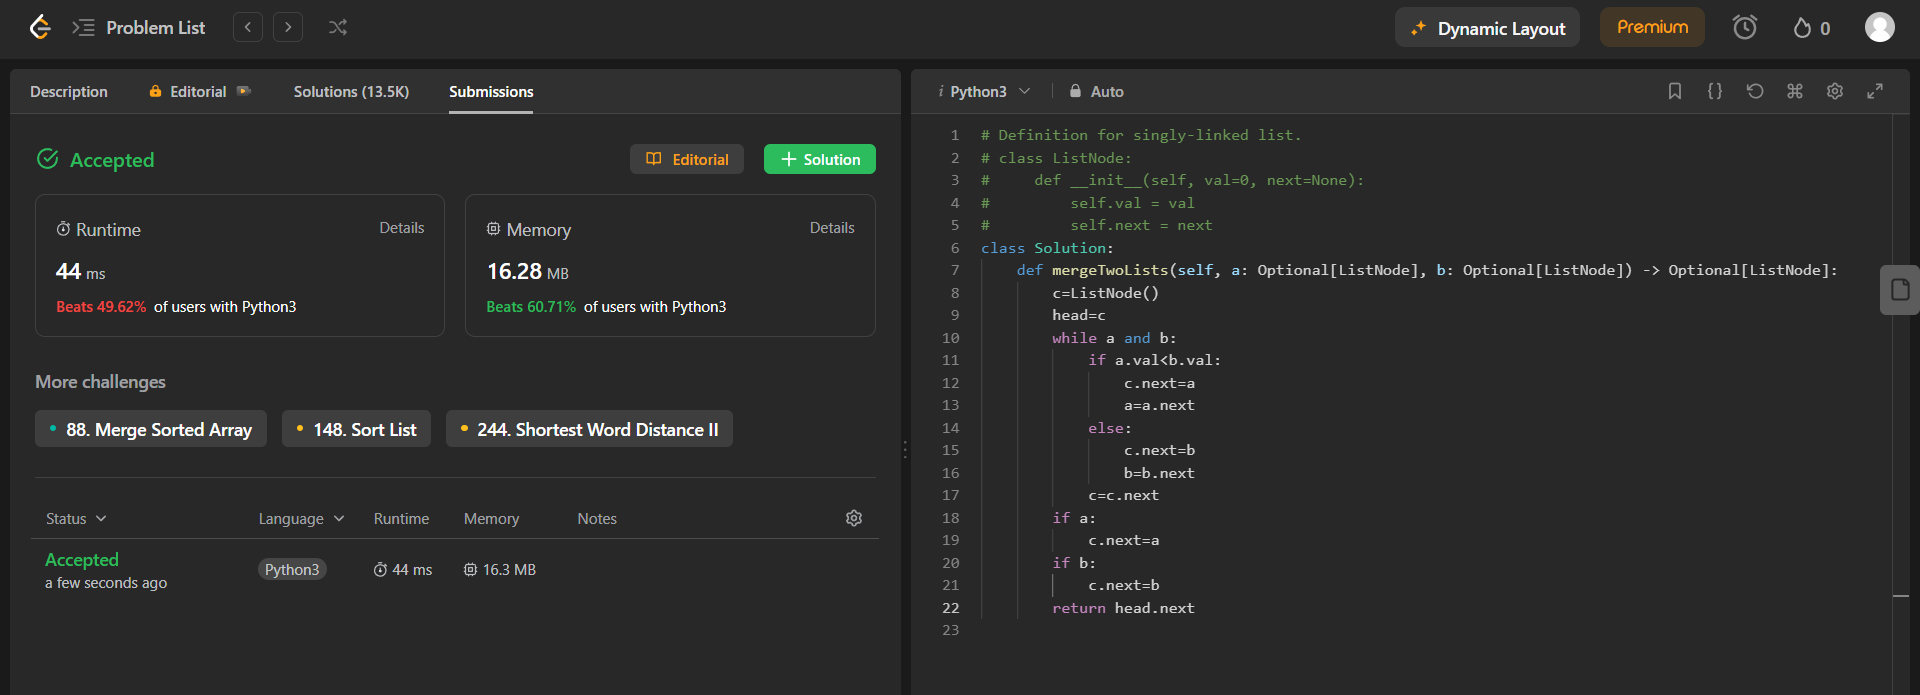 Problem List
Dynamic Layout
Premium
0
Description
Editorial
Solutions (13.5K)
Submissions
Accepted
Editorial
Solution
Runtime
Details
44 ms
Beats 49.62% of users with Python3
Memory
Details
16.28 MB
Beats 60.71% of users with Python3
More challenges
88. Merge Sorted Array
148. Sort List
244. Shortest Word Distance II
Status Language Runtime Memory Notes
Accepted
a few seconds ago
Python3 44 ms 16.3 MB
i Python3
Auto
1 # Definition for singly-linked list.
2 # class ListNode:
3 #     def __init__(self, val=0, next=None):
4 #         self.val = val
5 #         self.next = next
6 class Solution:
7     def mergeTwoLists(self, a: Optional[ListNode], b: Optional[ListNode]) -> Optional[ListNode]:
8         c=ListNode()
9         head=c
10         while a and b:
11             if a.val<b.val:
12                 c.next=a
13                 a=a.next
14             else:
15                 c.next=b
16                 b=b.next
17             c=c.next
18         if a:
19             c.next=a
20         if b:
21             c.next=b
22         return head.next
23